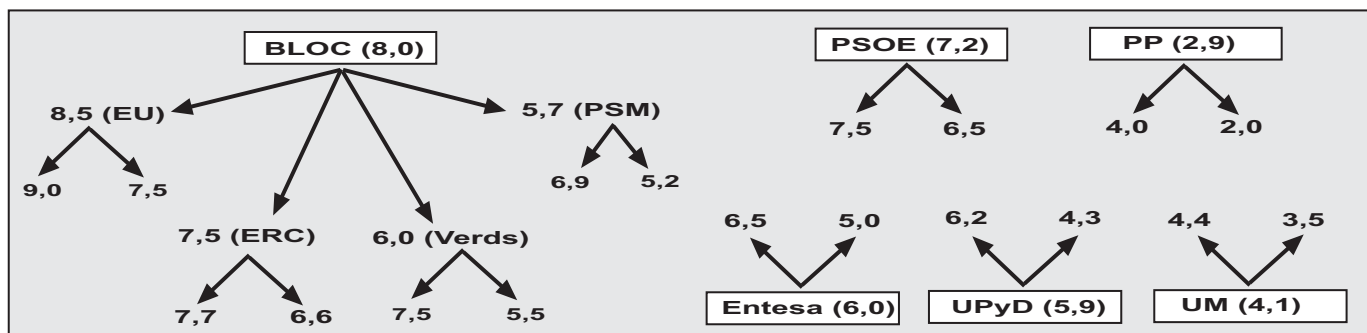 BLOC (8,0)
8,5 (EU)
5,7 (PSM)
9,0
7,5
6,9
5,2
7,5 (ERC)
6,0 (Verds)
7,7
6,6
7,5
5,5
PSOE (7,2)
7,5
6,5
PP (2,9)
4,0
2,0
6,5
5,0
Entesa (6,0)
6,2
4,3
UPyD (5,9)
4,4
3,5
UM (4,1)